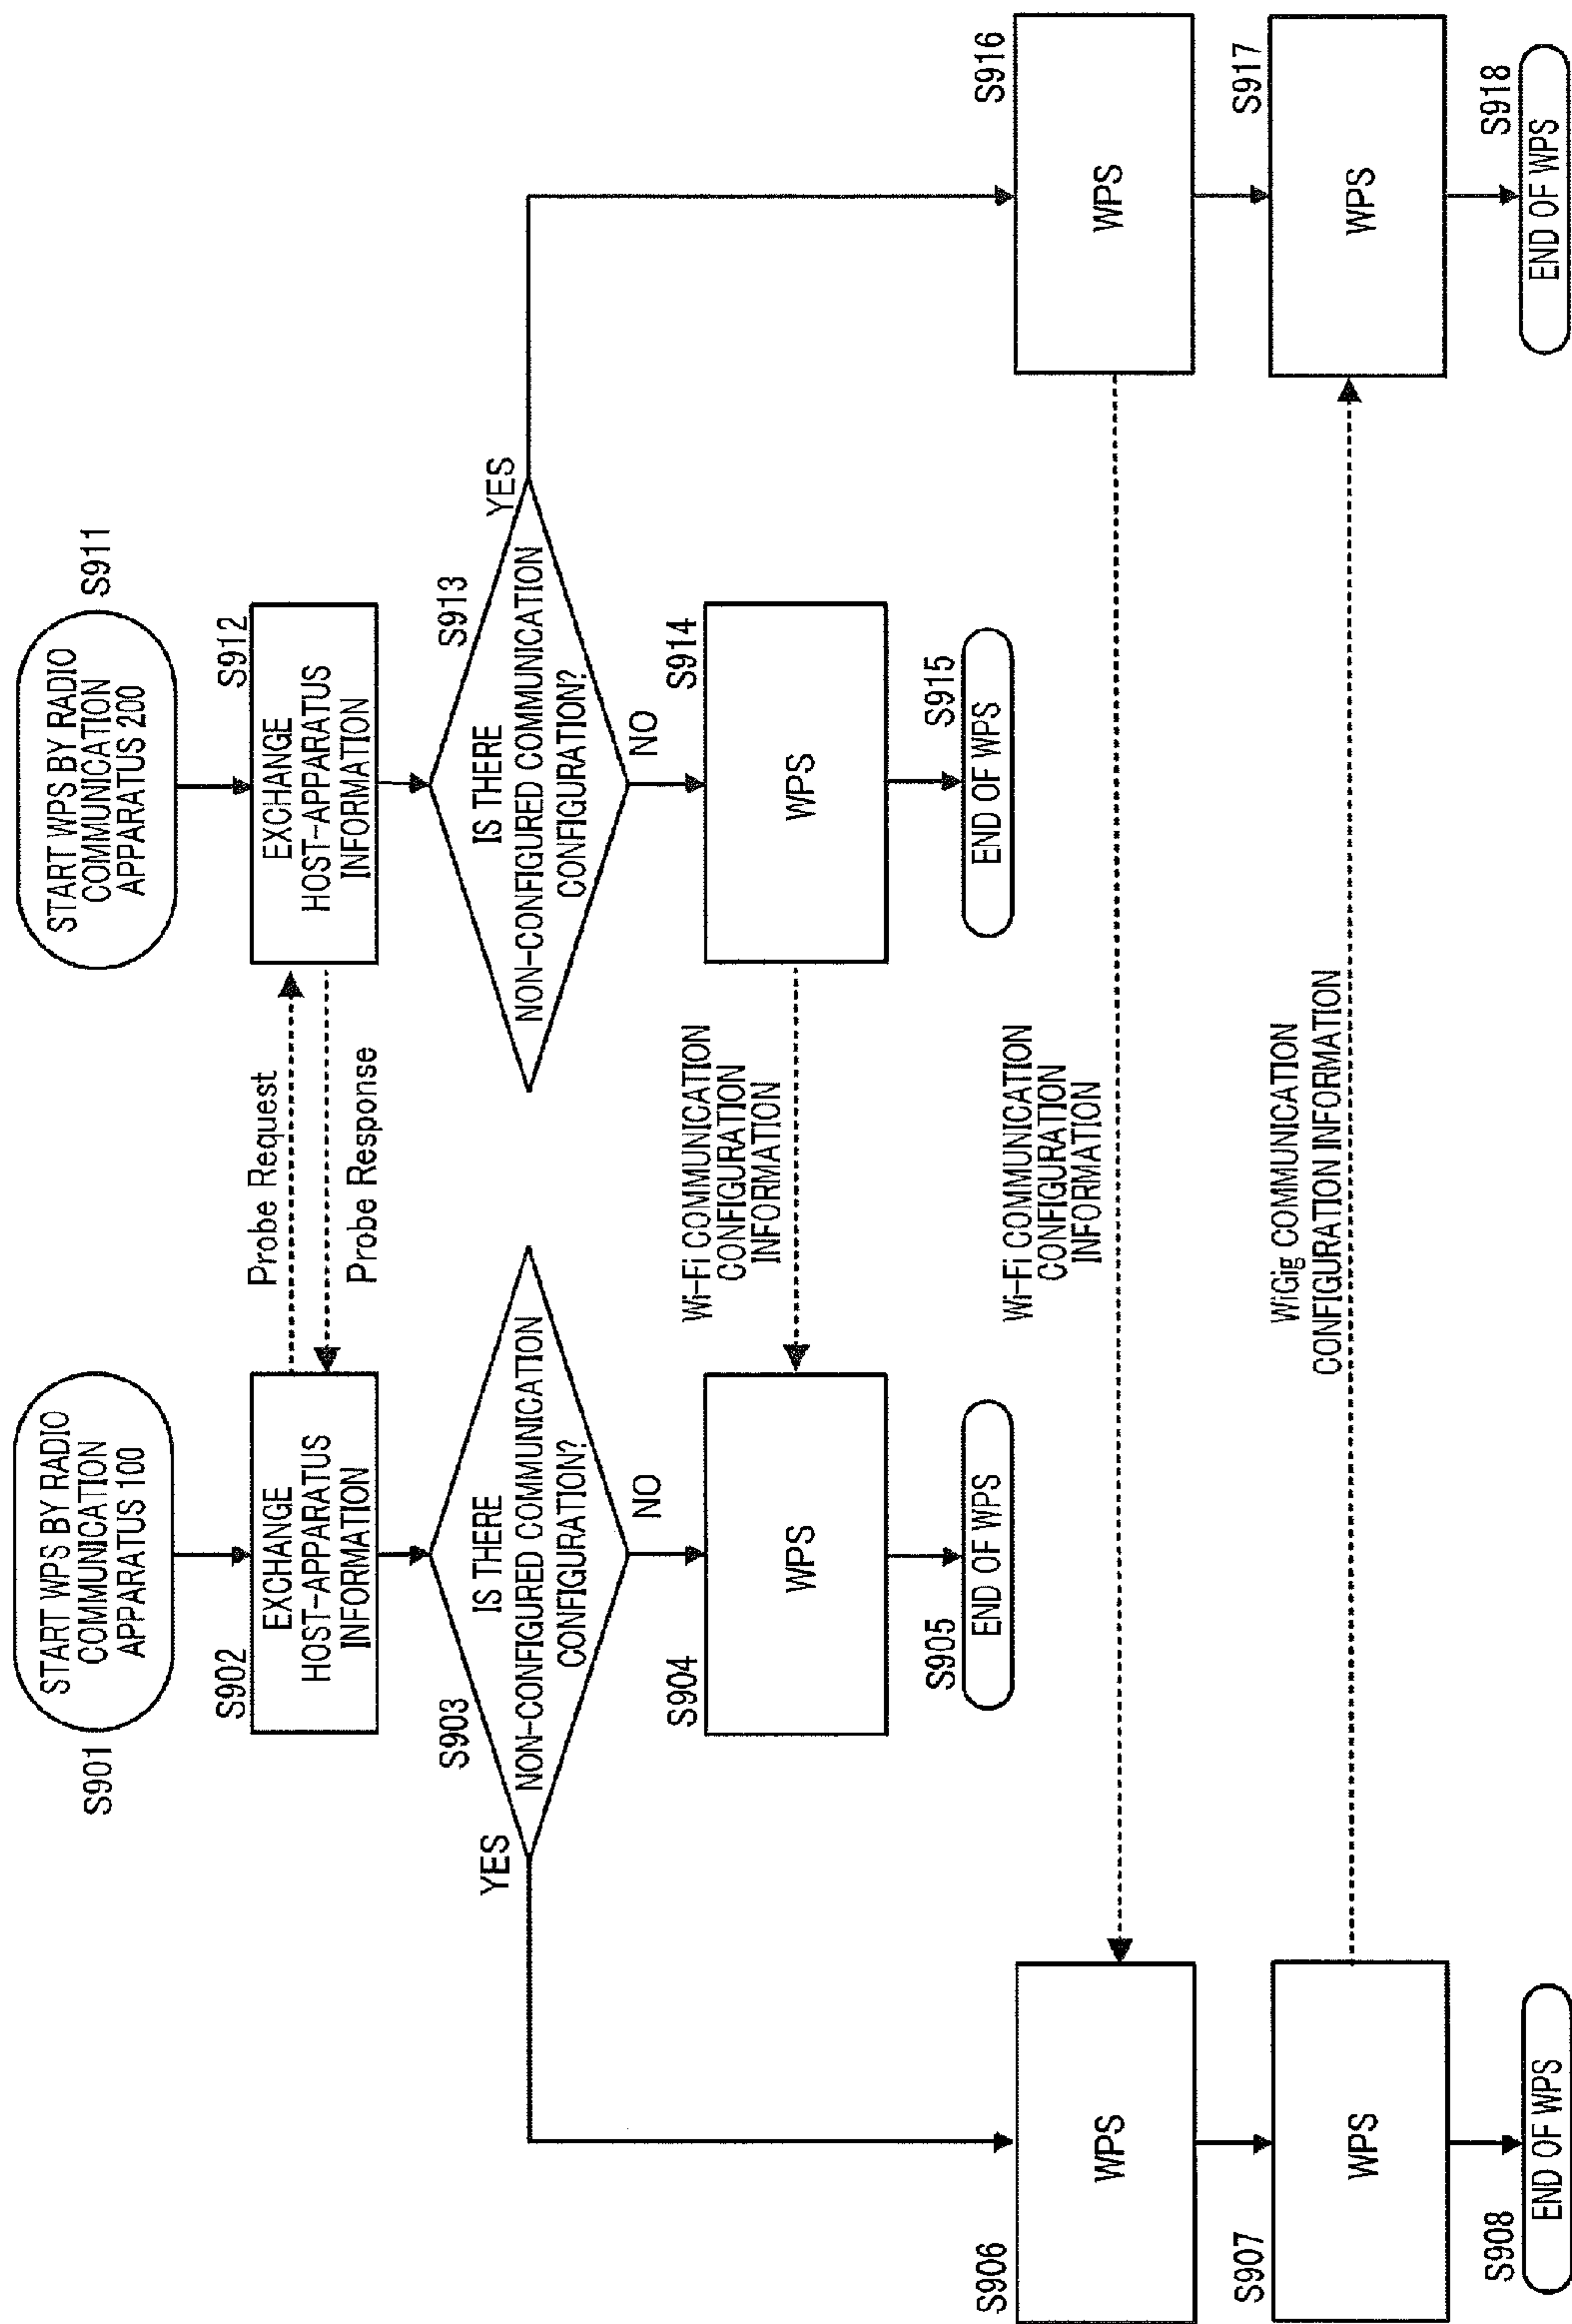 S901
START WPS BY RADIO
COMMUNICATION
APPARATUS 100
START WPS BY RADIO
COMMUNICATION
APPARATUS 200
S911
S902
EXCHANGE
HOST-APPARATUS
INFORMATION
Probe Request
Probe Response
S912
EXCHANGE
HOST-APPARATUS
INFORMATION
YES
S903
IS THERE
NON-CONFIGURED COMMUNICATION
CONFIGURATION?
NO
S913
IS THERE
NON-CONFIGURED COMMUNICATION
CONFIGURATION?
YES
NO
S904
WPS
Wi-Fi COMMUNICATION
CONFIGURATION
INFORMATION
S914
WPS
S905
END OF WPS
S915
END OF WPS
S906
WPS
Wi-Fi COMMUNICATION
CONFIGURATION
INFORMATION
S916
WPS
S907
WPS
WiGig COMMUNICATION
CONFIGURATION INFORMATION
S917
WPS
S908
END OF WPS
S918
END OF WPS